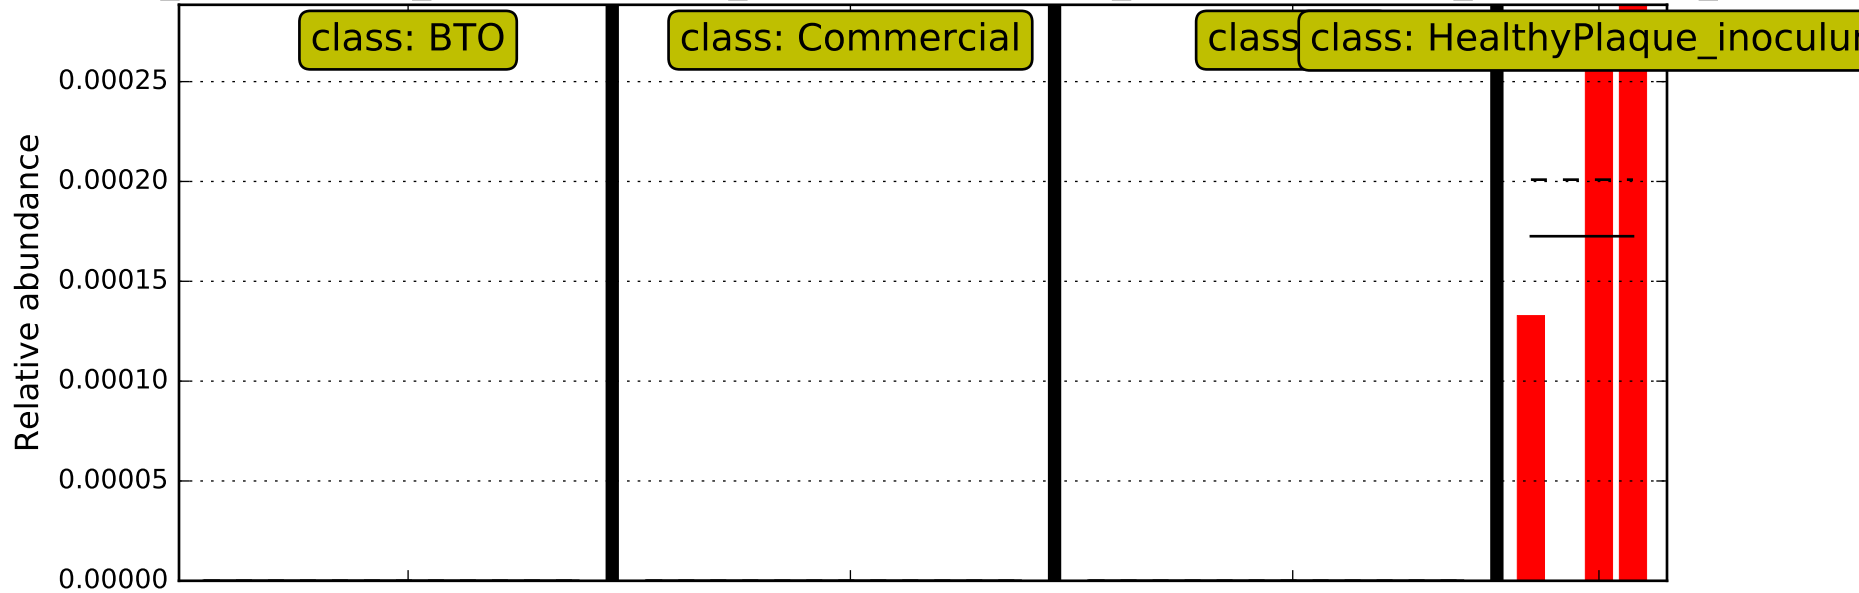 class: BTO
class: Commercial
class
class: HealthyPlaque_inoculu
0.00025
0.00020
0.00015
0.00010
0.00005
0.00000
Relative abundance